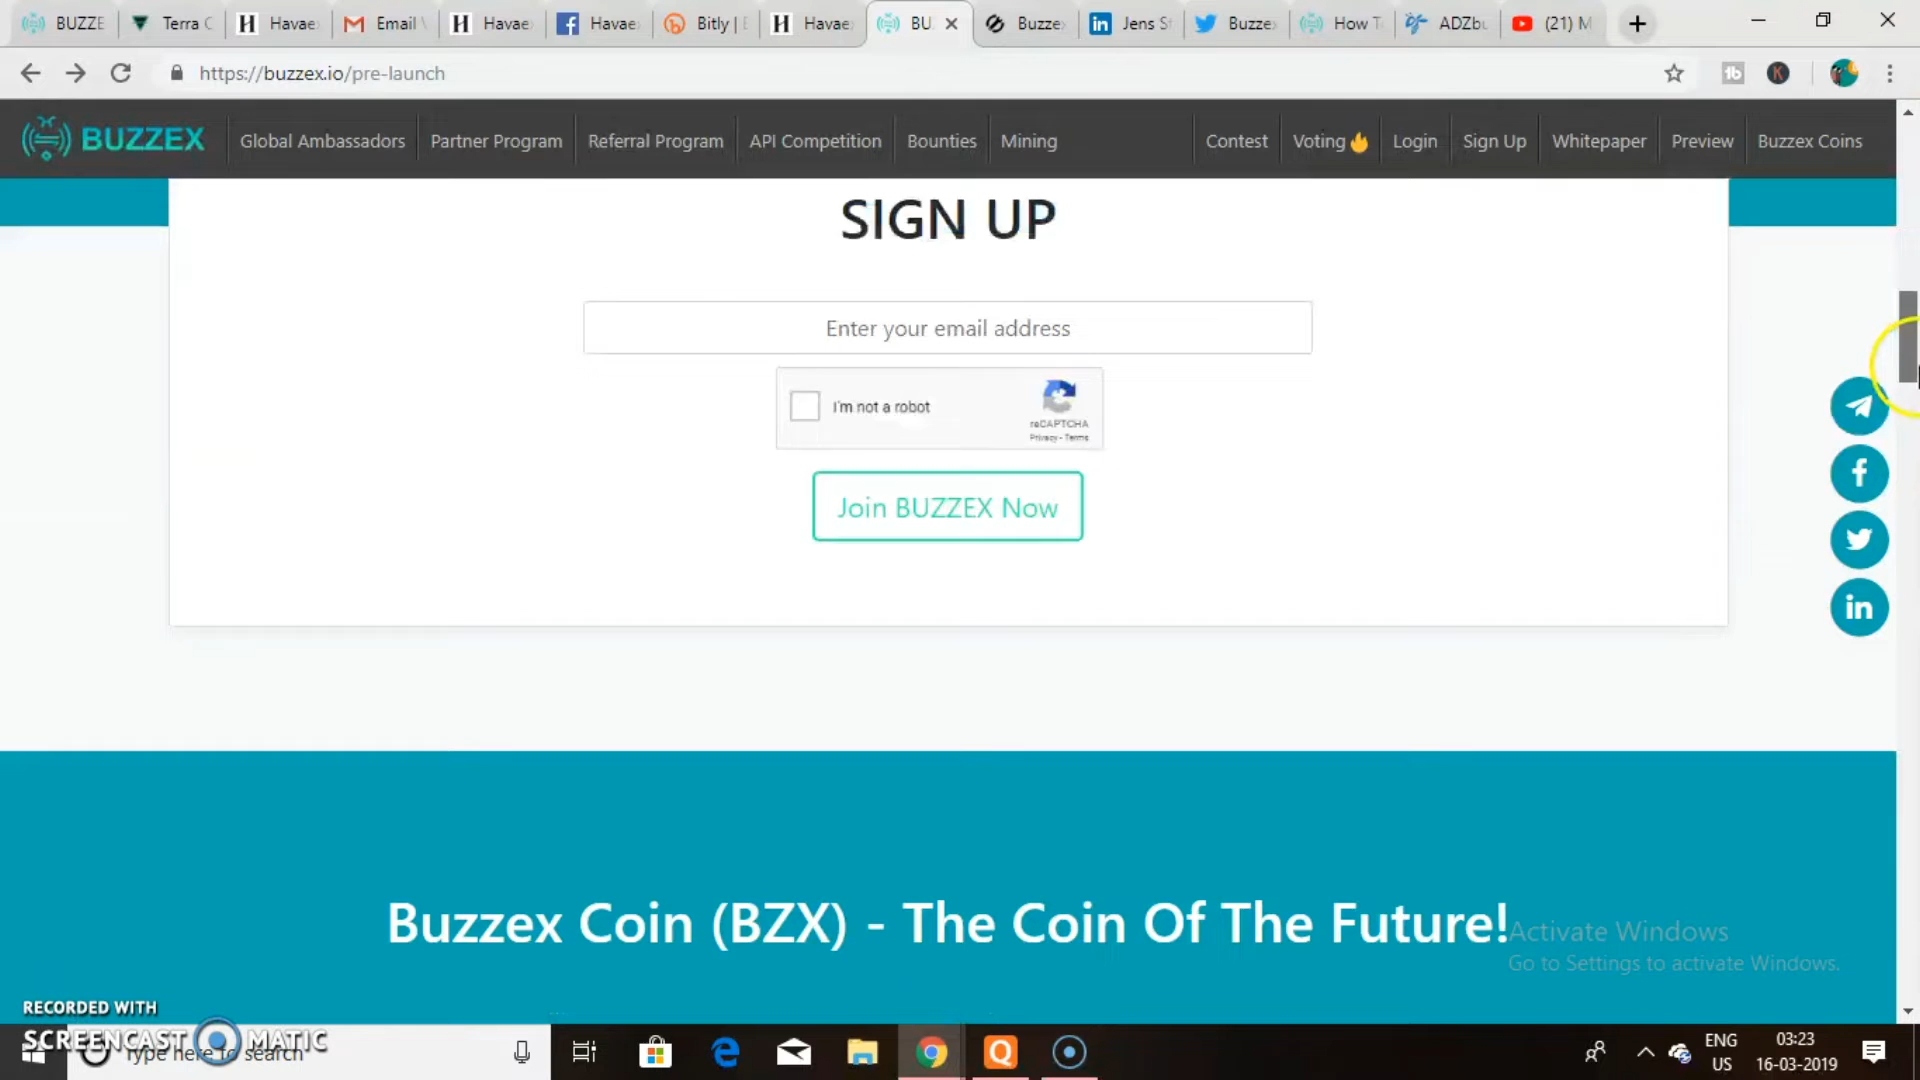 BUZZE
Terra C
Havae
Email
Havae
Havae
Bitly |
Havae
BU
Buzze
Jens S
Buzze
How T
ADZbu
(21) M
https://buzzex.io/pre-launch
BUZZEX
Global Ambassadors
Partner Program
Referral Program
API Competition
Bounties
Mining
Contest
Voting
Login
Sign Up
Whitepaper
Preview
Buzzex Coins
SIGN UP
Enter your email address
I'm not a robot
reCAPTCHA
Privacy - Terms
Join BUZZEX Now
Buzzex Coin (BZX) - The Coin Of The Future!
Activate Windows
Go to Settings to activate Windows.
RECORDED WITH
SCREENCAST MATIC
Type here to search
ENG
US
03:23
16-03-2019